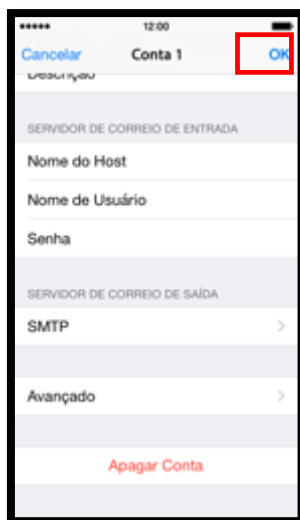 12:00
Cancelar Conta 1 OK
Descrição
SERVIDOR DE CORREIO DE ENTRADA
Nome do Host
Nome de Usuário
Senha
SERVIDOR DE CORREIO DE SAÍDA
SMTP
Avançado
Apagar Conta